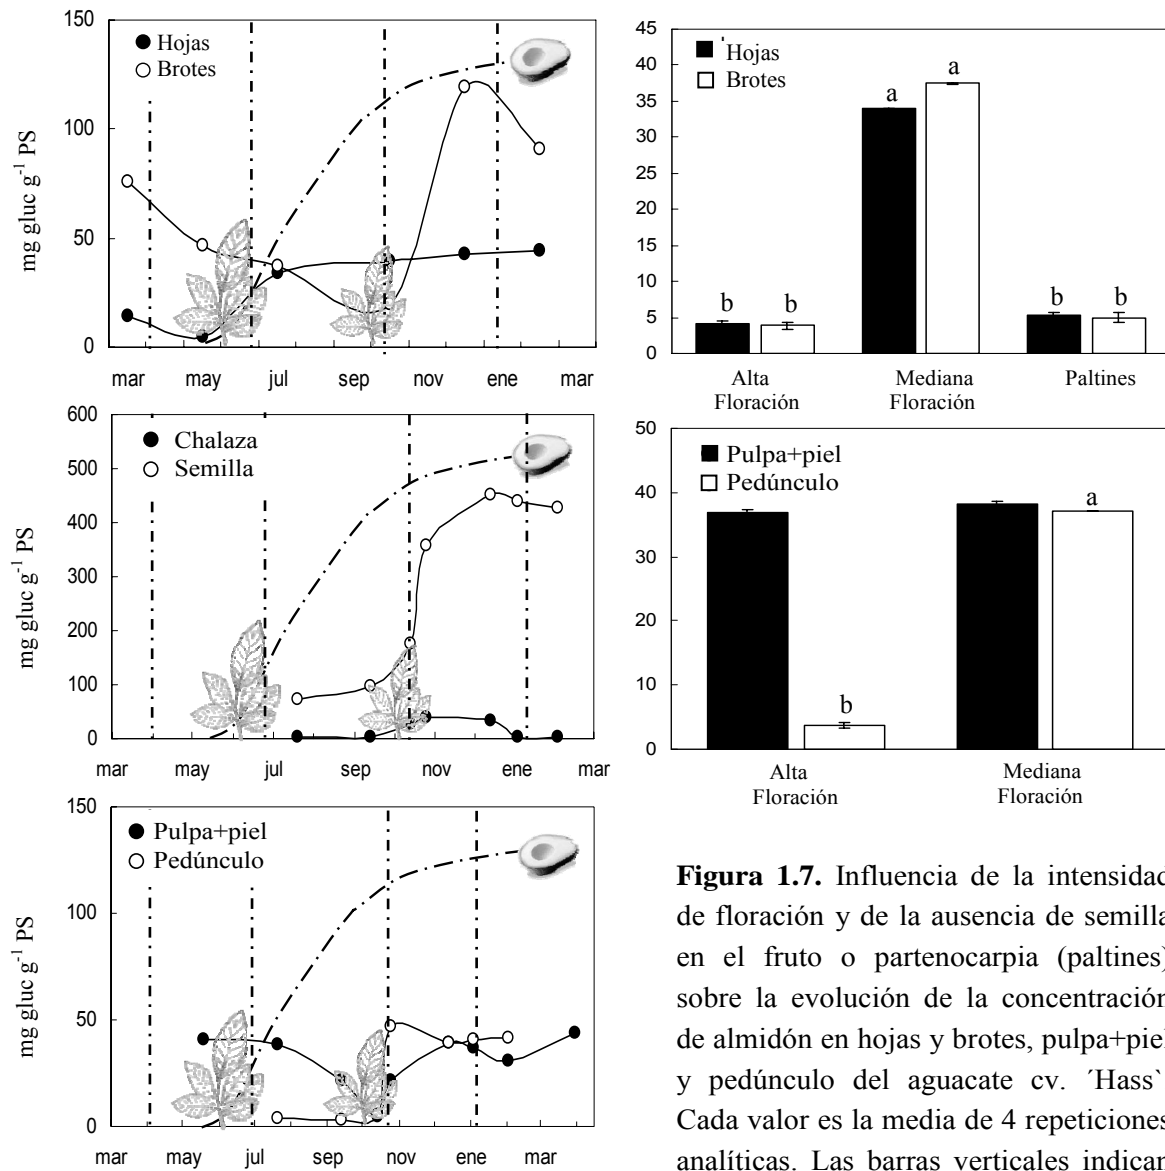 150
100
50
0
mg gluc g-1 PS
Hojas
Brotes
mar may jul sep nov ene mar
45
40
35
30
25
20
15
10
5
0
Hojas
Brotes
b b
a a
b b
Alta
Floración
Mediana
Floración
Paltines
600
500
400
300
200
100
0
mg gluc g-1 PS
Chalaza
Semilla
mar may jul sep nov ene mar
50
40
30
20
10
0
Pulpa+piel
Pedúnculo
b
a
Alta
Floración
Mediana
Floración
150
100
50
0
mg gluc g-1 PS
Pulpa+piel
Pedúnculo
mar may jul sep nov ene mar
Figura 1.7. Influencia de la intensidad
de floración y de la ausencia de semilla
en el fruto o partenocarpia (paltines)
sobre la evolución de la concentración
de almidón en hojas y brotes, pulpa+piel
y pedúnculo del aguacate cv. ´Hass`
Cada valor es la media de 4 repeticiones
analíticas. Las barras verticales indican